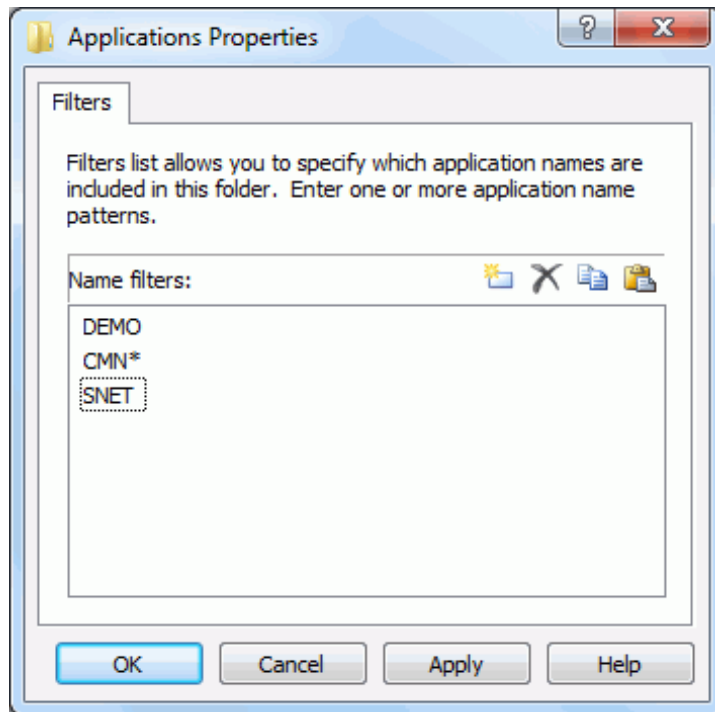 Applications Properties
Filters
Filters list allows you to specify which application names are
included in this folder. Enter one or more application name
patterns.
Name filters:
DEMO
CMN*
SNET
OK
Cancel
Apply
Help